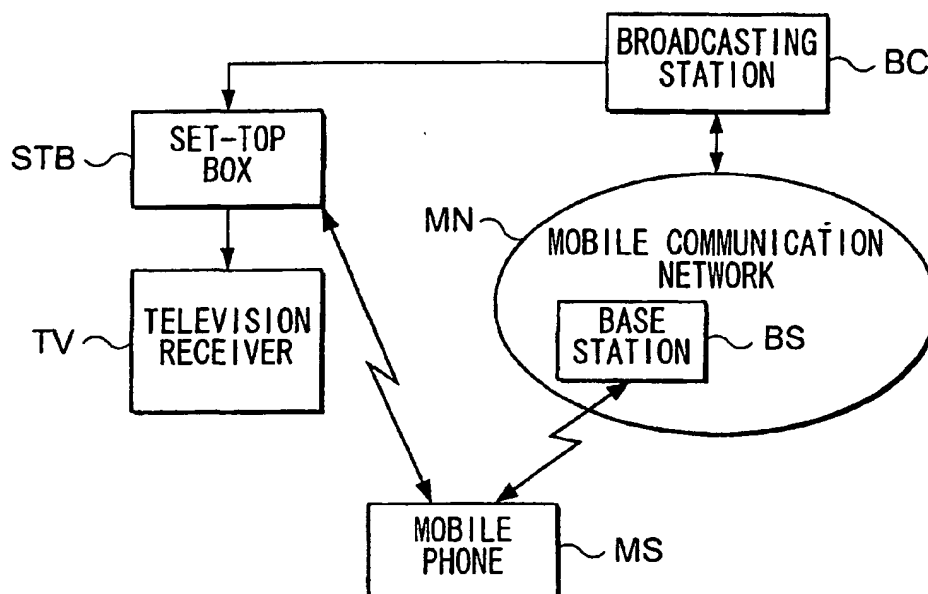 BROADCASTING
STATION
BC
SET-TOP
BOX
STB
MN
MOBILE COMMUNICATION
NETWORK
TELEVISION
RECEIVER
TV
BASE
STATION
BS
MOBILE
PHONE
MS